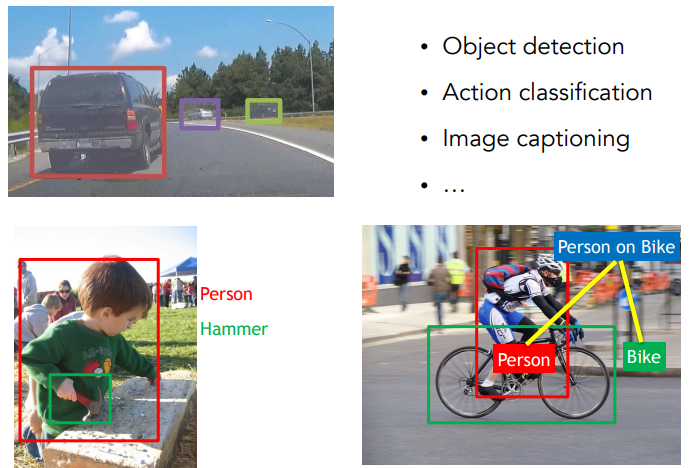 • Object detection
• Action classification
• Image captioning
• ...
Person
Hammer
Person on Bike
Person
Bike